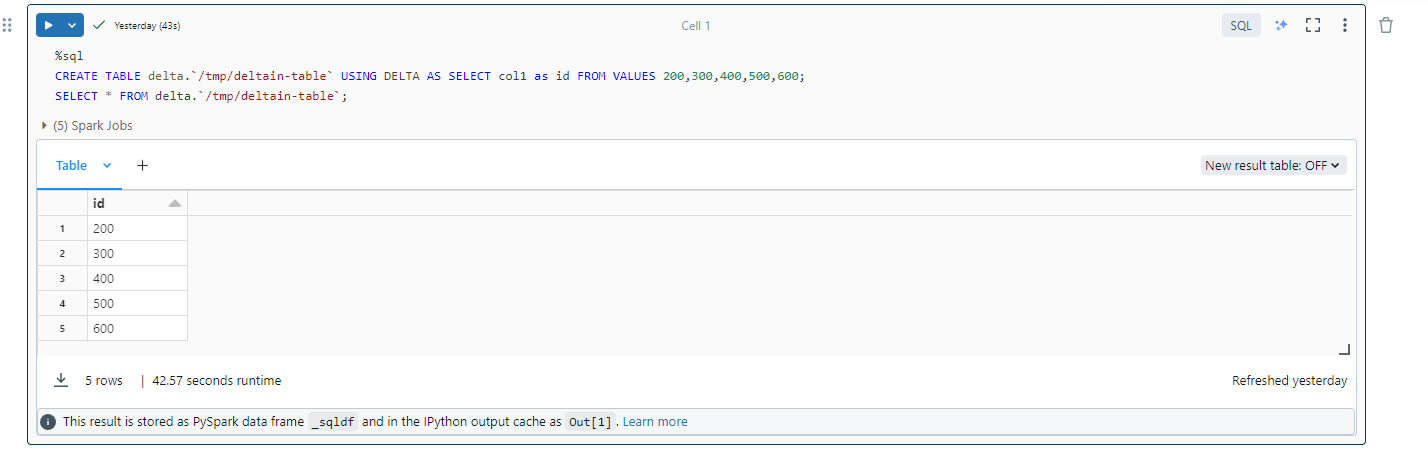 Yesterday (43s)
Cell 1
SQL
%sql
CREATE TABLE delta.`/tmp/deltain-table` USING DELTA AS SELECT col1 as id FROM VALUES 200,300,400,500,600;
SELECT * FROM delta.`/tmp/deltain-table`;
(5) Spark Jobs
Table
+
New result table: OFF
id
1 200
2 300
3 400
4 500
5 600
5 rows | 42.57 seconds runtime
Refreshed yesterday
This result is stored as PySpark data frame _sqldf and in the IPython output cache as Out[1] . Learn more